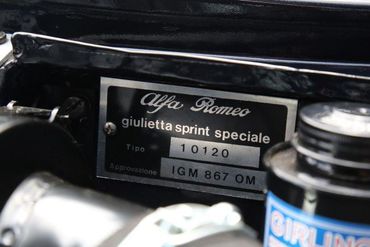 Alfa Romeo
giulietta sprint speciale
Tipo 10120
Approvazione IGM 867 OM
GIRLING